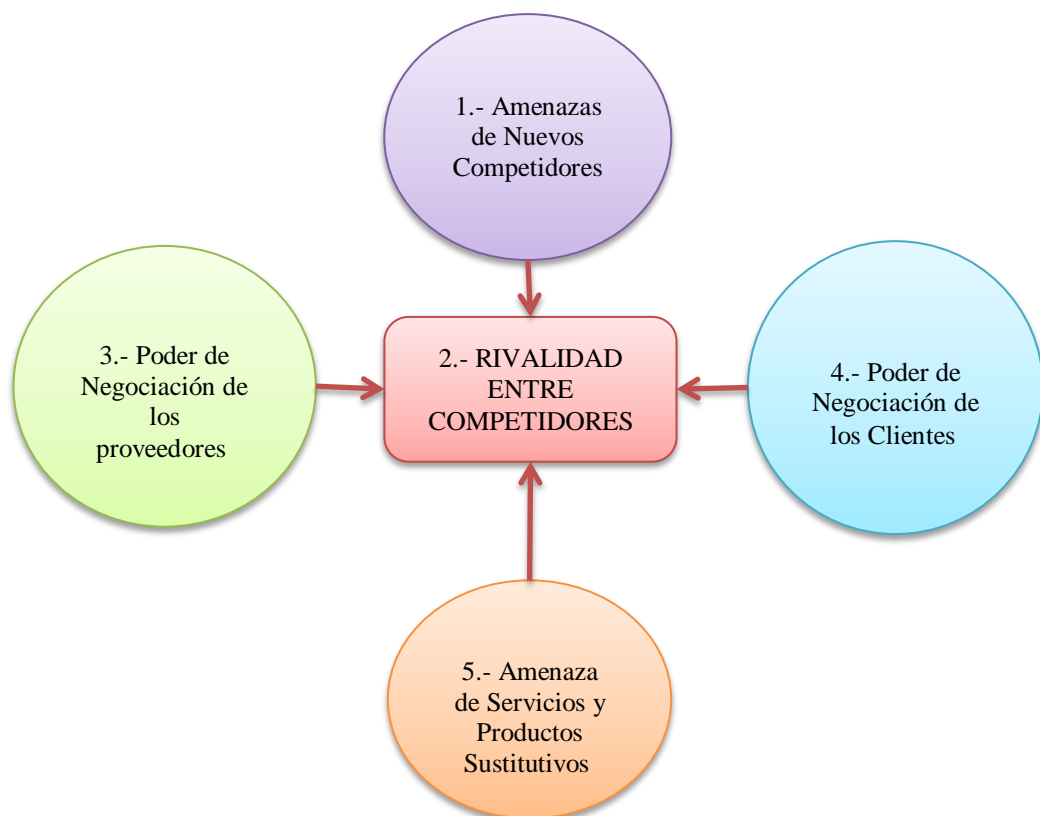 1.- Amenazas
de Nuevos
Competidores
3.- Poder de
Negociación de
los
proveedores
2.- RIVALIDAD
ENTRE
COMPETIDORES
4.- Poder de
Negociación de
los Clientes
5.- Amenaza
de Servicios y
Productos
Sustitutivos